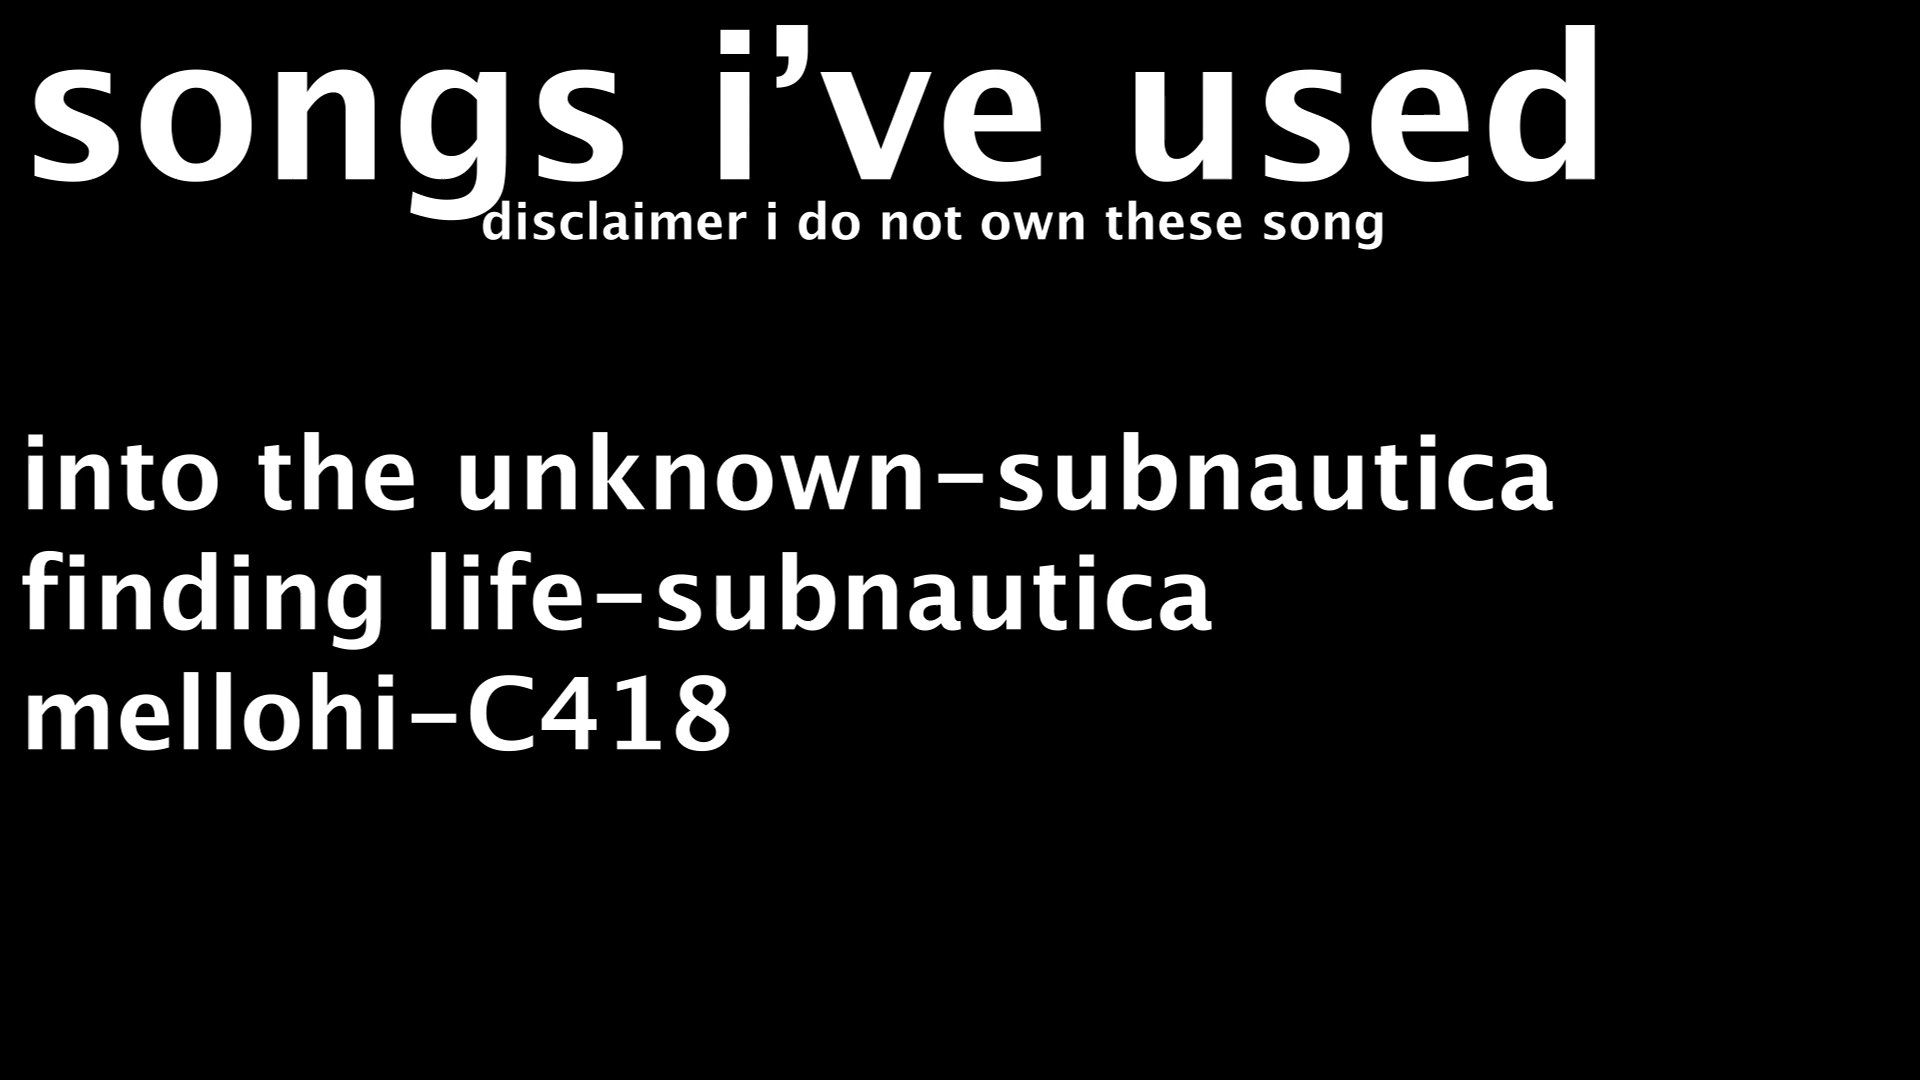 songs i’ve used
disclaimer i do not own these song
into the unknown-subnautica
finding life-subnautica
mellohi-C418